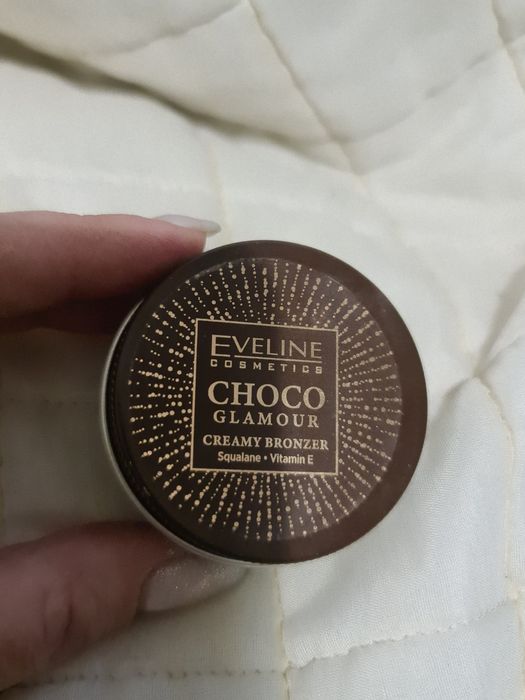 EVELINE
COSMETICS
CHOCO
GLAMOUR
CREAMY BRONZER
Squalane • Vitamin E